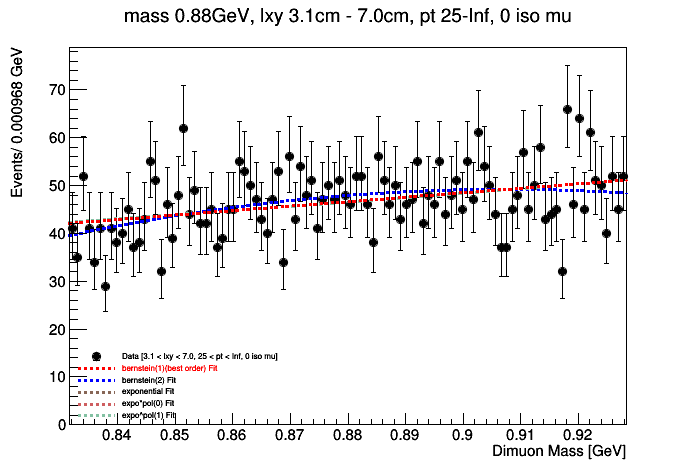 mass 0.88GeV, lxy 3.1cm - 7.0cm, pt 25-Inf, 0 iso mu
Events/ 0.000968 GeV
70
60
50
40
30
20
10
0
Data [3.1 < lxy < 7.0, 25 < pt < Inf, 0 iso mu]
bernstein(1)(best order) Fit
bernstein(2) Fit
exponential Fit
expo*pol(0) Fit
expo^pol(1) Fit
0.84 0.85 0.86 0.87 0.88 0.89 0.9 0.91 0.92
Dimuon Mass [GeV]